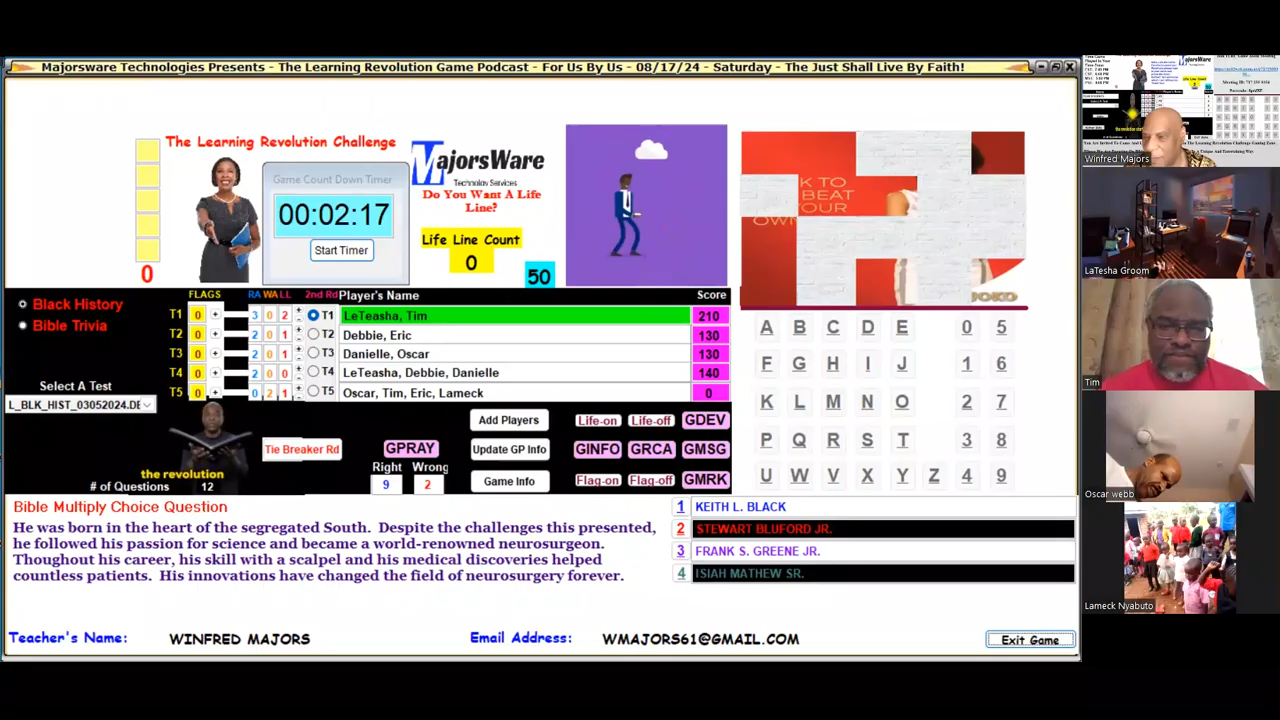 Majorsware Technologies Presents - The Learning Revolution Game Podcast - For Us By Us - 08/17/24 - Saturday - The Just Shall Live By Faith!
The Learning Revolution Challenge
Game Count Down Timer
00:02:17
Start Timer
0
MajorsWare
Technology Services
Do You Want A Life
Line?
Life Line Count
0
50
K TO
BEAT
YOUR
OWN
Black History
Bible Trivia
Select A Test
L_BLK_HIST_03052024.DE
FLAGS RA WA LL 2nd Rd Player's Name Score
T1 0 + 3 0 2 T1 LeTeasha, Tim 210
T2 0 + 2 0 1 T2 Debbie, Eric 130
T3 0 + 2 0 1 T3 Danielle, Oscar 130
T4 0 + 2 0 0 T4 LeTeasha, Debbie, Danielle 140
T5 0 + 0 2 1 T5 Oscar, Tim, Eric, Lameck 0
the revolution
# of Questions 12
Tie Breaker Rd
GPRAY
Right Wrong
9 2
Add Players Life-on Life-off GDEV
Update GP Info GINFO GRCA GMSG
Game Info Flag-on Flag-off GMRK
A B C D E 0 5
F G H I J 1 6
K L M N O 2 7
P Q R S T 3 8
U W V X Y Z 4 9
Bible Multiply Choice Question
He was born in the heart of the segregated South. Despite the challenges this presented,
he followed his passion for science and became a world-renowned neurosurgeon.
Thoughout his career, his skill with a scalpel and his medical discoveries helped
countless patients. His innovations have changed the field of neurosurgery forever.
1 KEITH L. BLACK
2 STEWART BLUFORD JR.
3 FRANK S. GREENE JR.
4 ISIAH MATHEW SR.
Teacher's Name: WINFRED MAJORS Email Address: WMAJORS61@GMAIL.COM Exit Game
Winfred Majors
LaTesha Groom
Tim
Oscar webb
Lameck Nyabuto